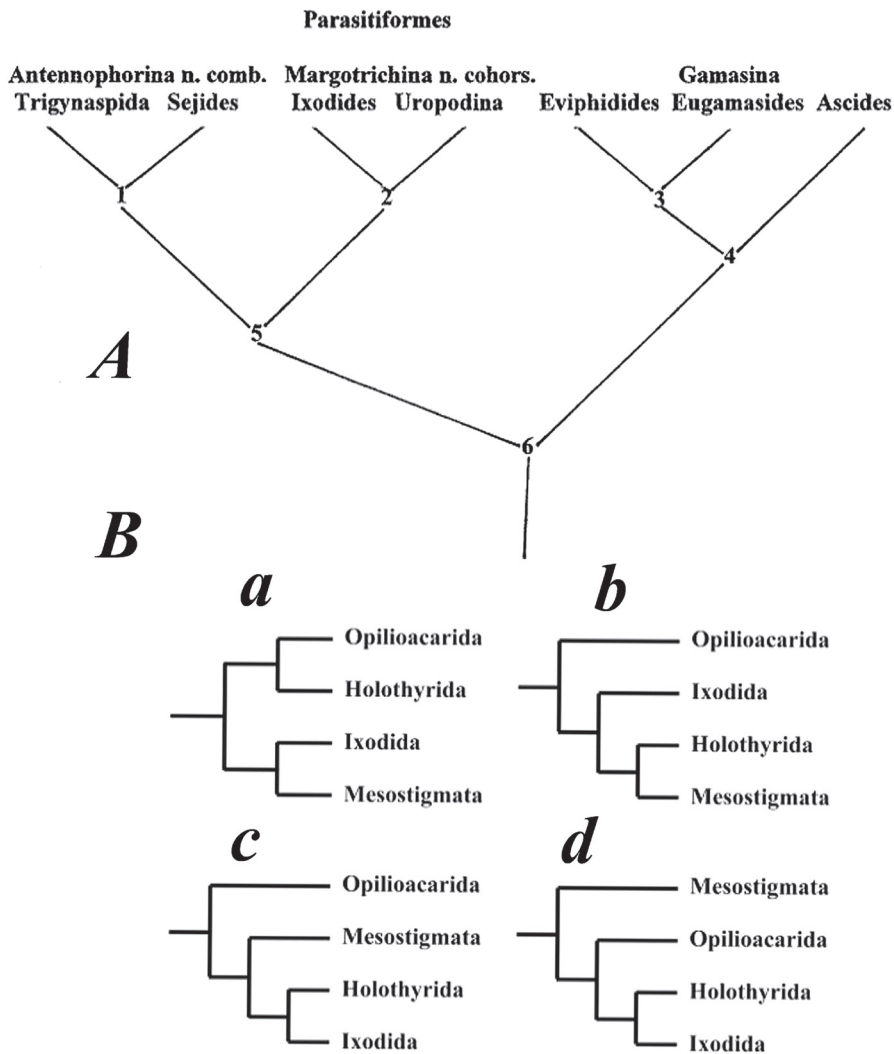 Parasitiformes
Antennophorina n. comb. Margotrichina n. cohors. Gamasina
Trigynaspida Sejides Ixodides Uropodina Eviphidides Eugamasides Ascides
1 2 3
4
5
A
6
B
a b
Opilioacarida
Holothyrida
Ixodida
Mesostigmata
Opilioacarida
Ixodida
Holothyrida
Mesostigmata
c d
Opilioacarida
Mesostigmata
Holothyrida
Ixodida
Mesostigmata
Opilioacarida
Holothyrida
Ixodida